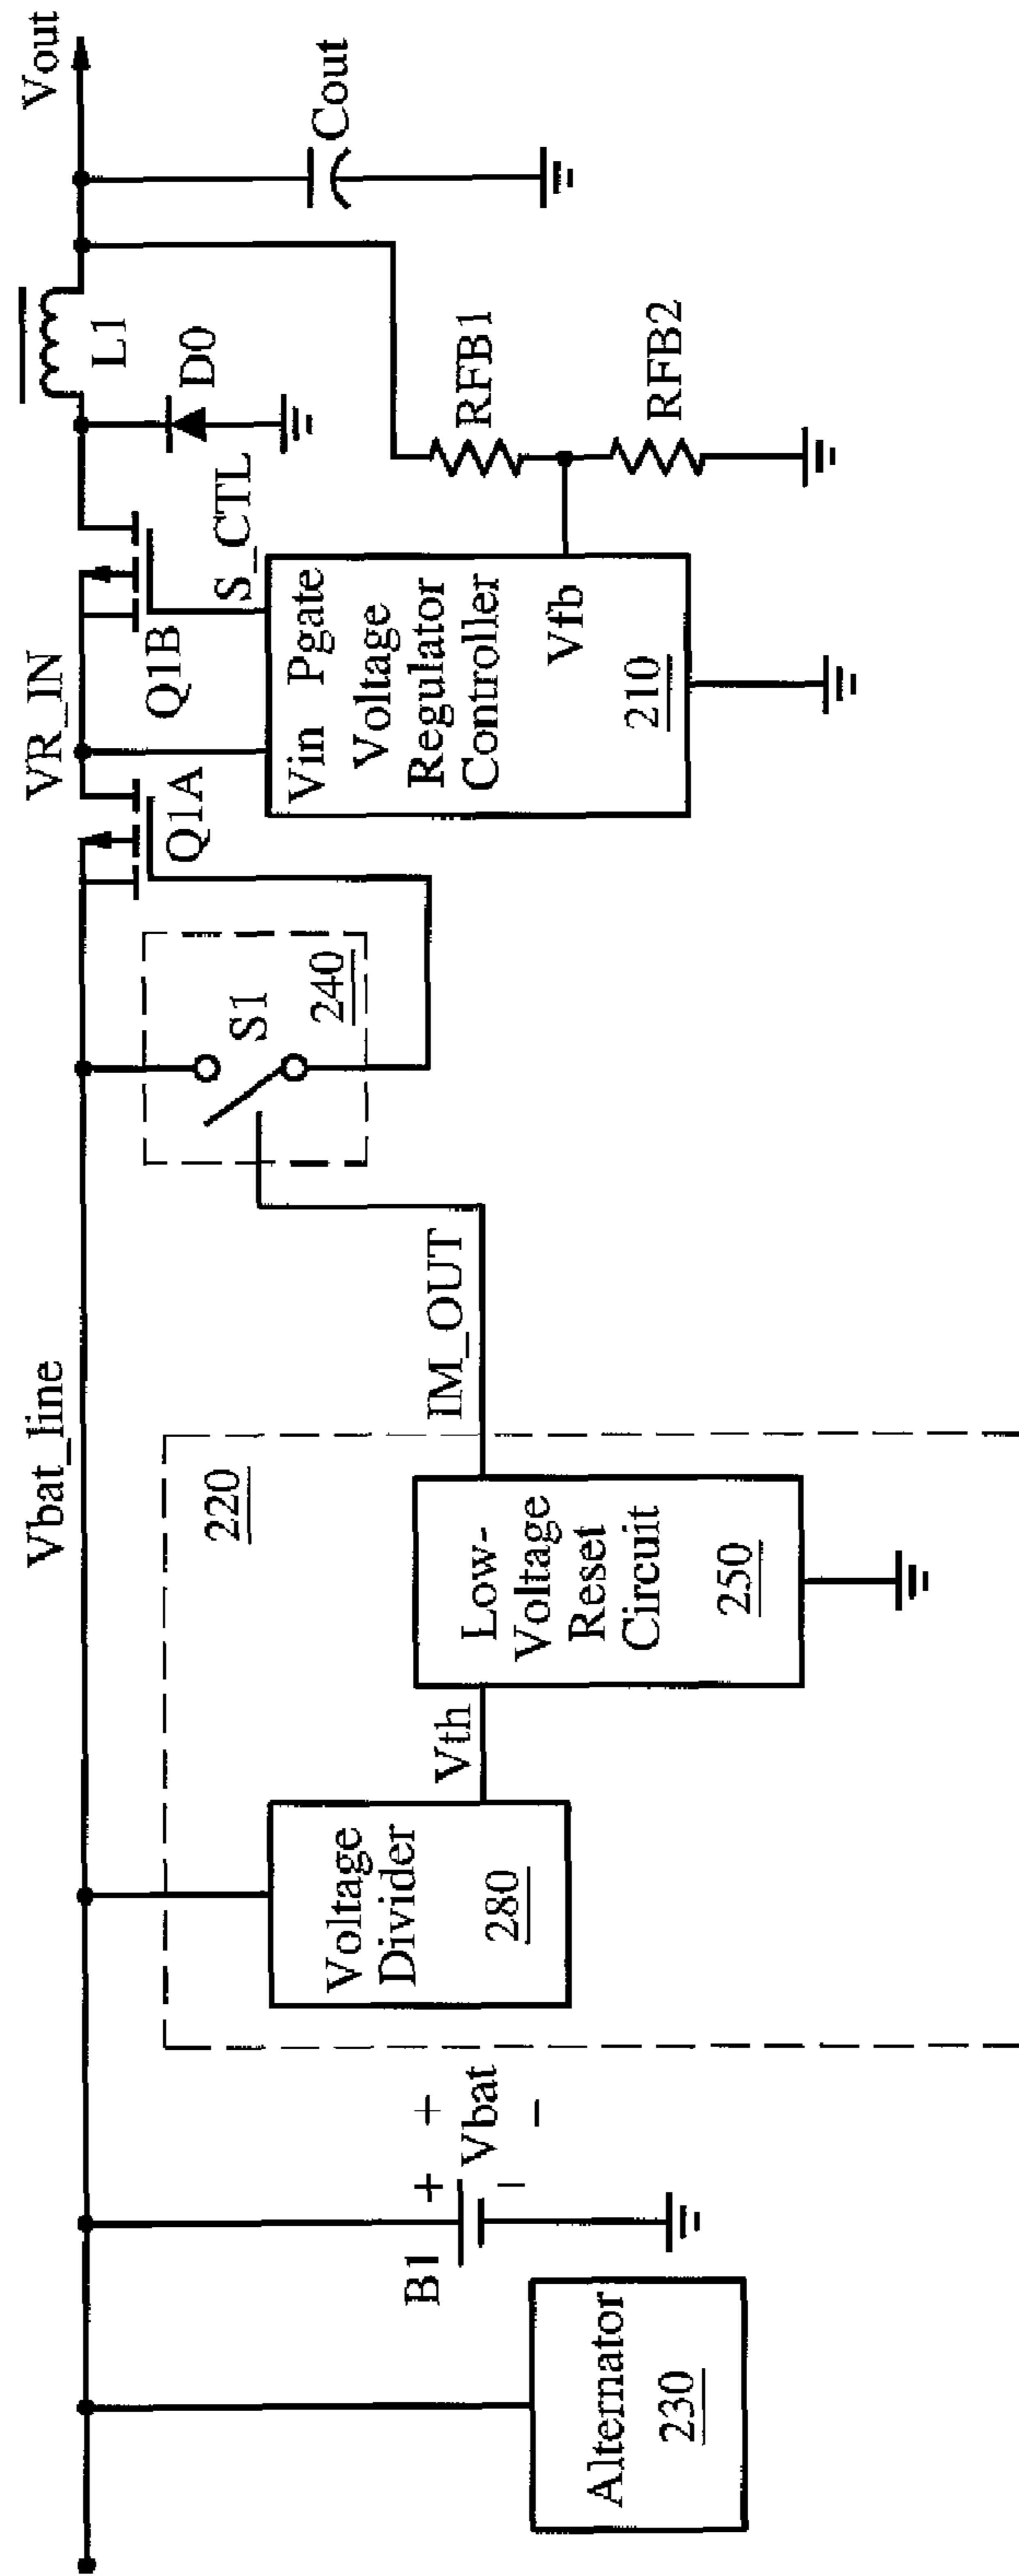 Vbat_line
VR_IN
Vout
L1
D0
Cout
Q1A
Q1B
S_CTL
S1
240
RFB1
RFB2
Vin Pgate
Voltage
Regulator
Controller
Vfb
210
IM_OUT
220
Low-
Voltage
Reset
Circuit
250
Vth
Voltage
Divider
280
B1
+
+
Vbat
−
−
Alternator
230